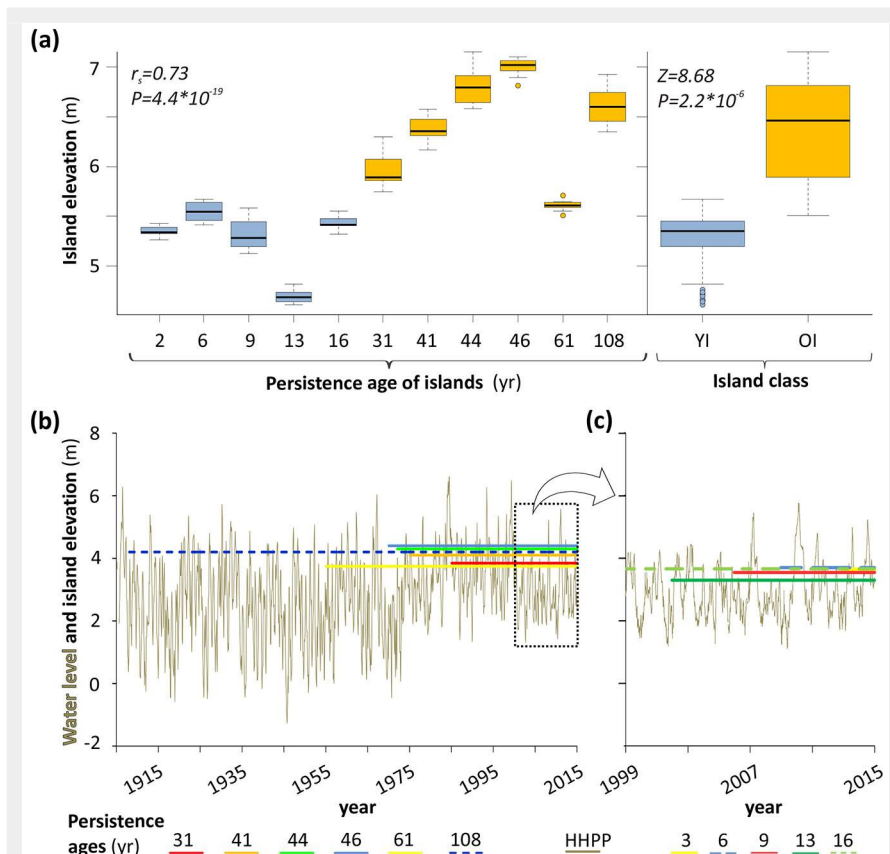 (a)
r_s=0.73
P=4.4*10^-19
Z=8.68
P=2.2*10^-6
Island elevation (m)
7
6
5
2 6 9 13 16 31 41 44 46 61 108 YI OI
Persistence age of islands (yr) Island class
(b) (c)
Water level and island elevation (m)
8
6
4
2
0
-2
1915 1935 1955 1975 1995 2015 1999 2007 2015
year year
Persistence
ages (yr) 31 41 44 46 61 108 HHPP 3 6 9 13 16